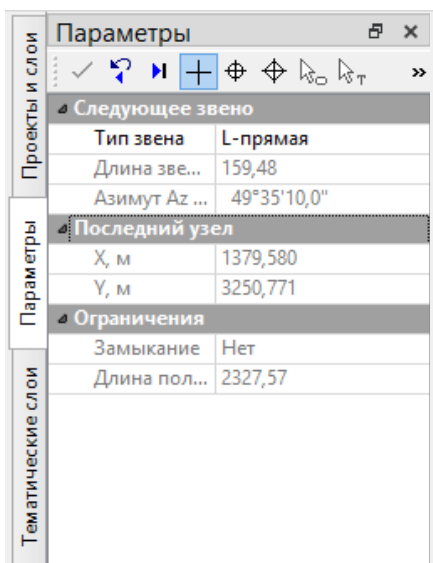 Параметры
Следующее звено
Тип звена L-прямая
Длина зве... 159,48
Азимут Az ... 49°35'10,0"
Последний узел
X, м 1379,580
Y, м 3250,771
Ограничения
Замыкание Нет
Длина пол... 2327,57
Проекты и слои
Параметры
Тематические слои